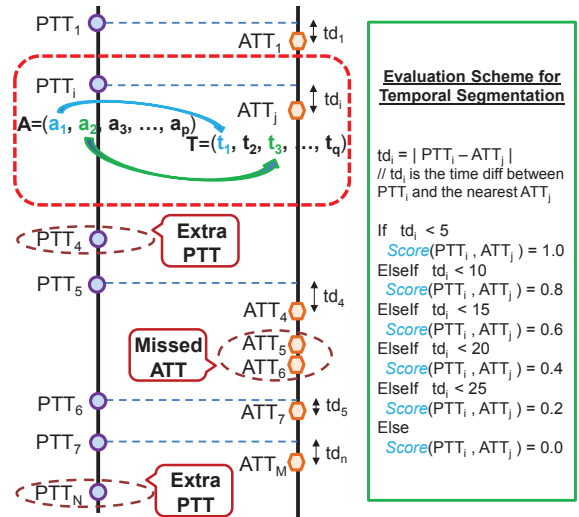 PTT1
ATT1
td1
PTTi
ATTj
tdi
A=(a1, a2, a3, ..., ap)
T=(t1, t2, t3, ..., tq)
PTT4
Extra
PTT
PTT5
ATT4
td4
Missed
ATT
ATT5
ATT6
PTT6
ATT7
td5
PTT7
ATTM
tdn
PTTN
Extra
PTT
Evaluation Scheme for
Temporal Segmentation
tdi = | PTTi – ATTj |
// tdi is the time diff between
PTTi and the nearest ATTj
If tdi < 5
Score(PTTi , ATTj ) = 1.0
ElseIf tdi < 10
Score(PTTi , ATTj ) = 0.8
ElseIf tdi < 15
Score(PTTi , ATTj ) = 0.6
ElseIf tdi < 20
Score(PTTi , ATTj ) = 0.4
ElseIf tdi < 25
Score(PTTi , ATTj ) = 0.2
Else
Score(PTTi , ATTj ) = 0.0